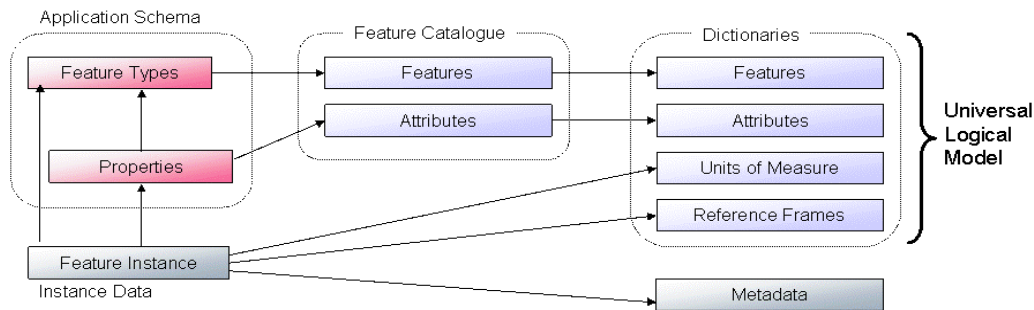 Application Schema
Feature Types
Properties
Feature Instance
Instance Data
Feature Catalogue
Features
Attributes
Dictionaries
Features
Attributes
Units of Measure
Reference Frames
Metadata
Universal
Logical
Model